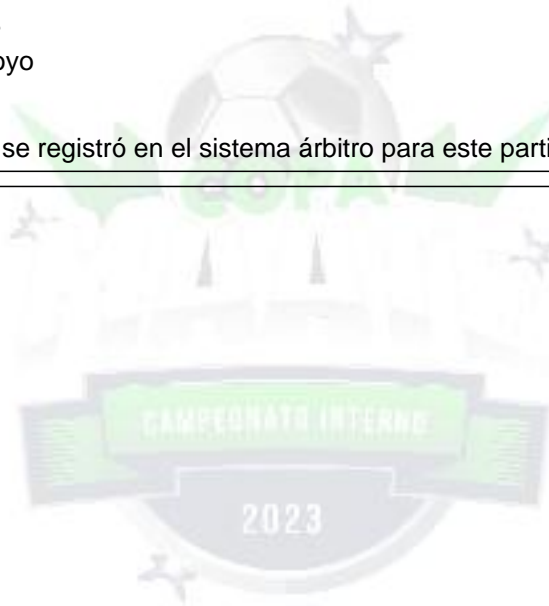 oyo
se registró en el sistema árbitro para este parti
COPA
CAMPEONATO INTERNO
2023